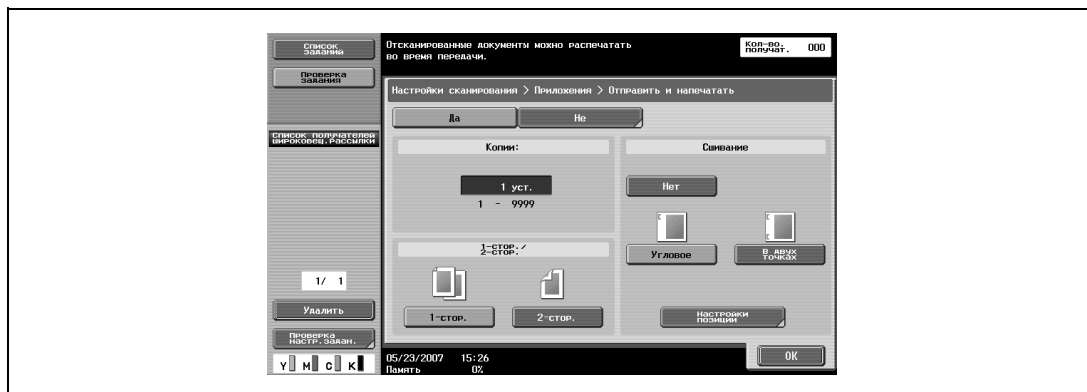 Список
заданий
Проверка
задания
Список получателей
широковещ.рассылки
1/ 1
Удалить
Проверка
настр.задан.
Y M C K
Отсканированные документы можно распечатать
во время передачи.
Кол-во.
получат. 000
Настройки сканирования > Приложения > Отправить и напечатать
Да Не
Копии:
1 уст.
1 - 9999
1-стор./
2-стор.
1-стор. 2-стор.
Сшивание
Нет
Угловое В двух
точках
Настройки
позиции
05/23/2007 15:26
Память 0%
OK